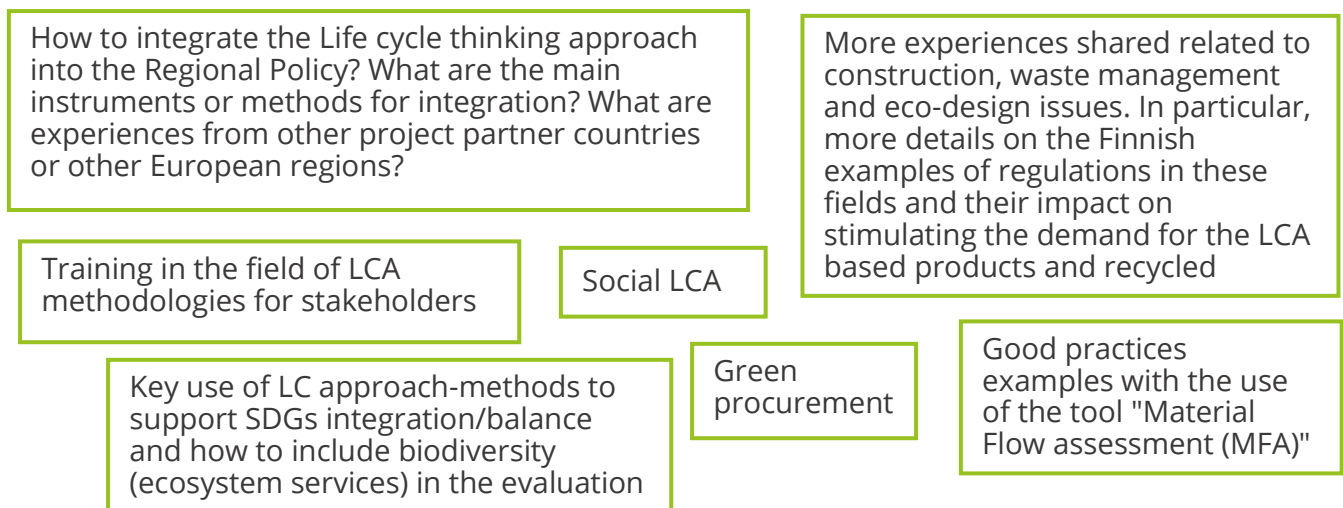 How to integrate the Life cycle thinking approach
into the Regional Policy? What are the main
instruments or methods for integration? What are
experiences from other project partner countries
or other European regions?
More experiences shared related to
construction, waste management
and eco-design issues. In particular,
more details on the Finnish
examples of regulations in these
fields and their impact on
stimulating the demand for the LCA
based products and recycled
Training in the field of LCA
methodologies for stakeholders
Social LCA
Key use of LC approach-methods to
support SDGs integration/balance
and how to include biodiversity
(ecosystem services) in the evaluation
Green
procurement
Good practices
examples with the use
of the tool "Material
Flow assessment (MFA)"